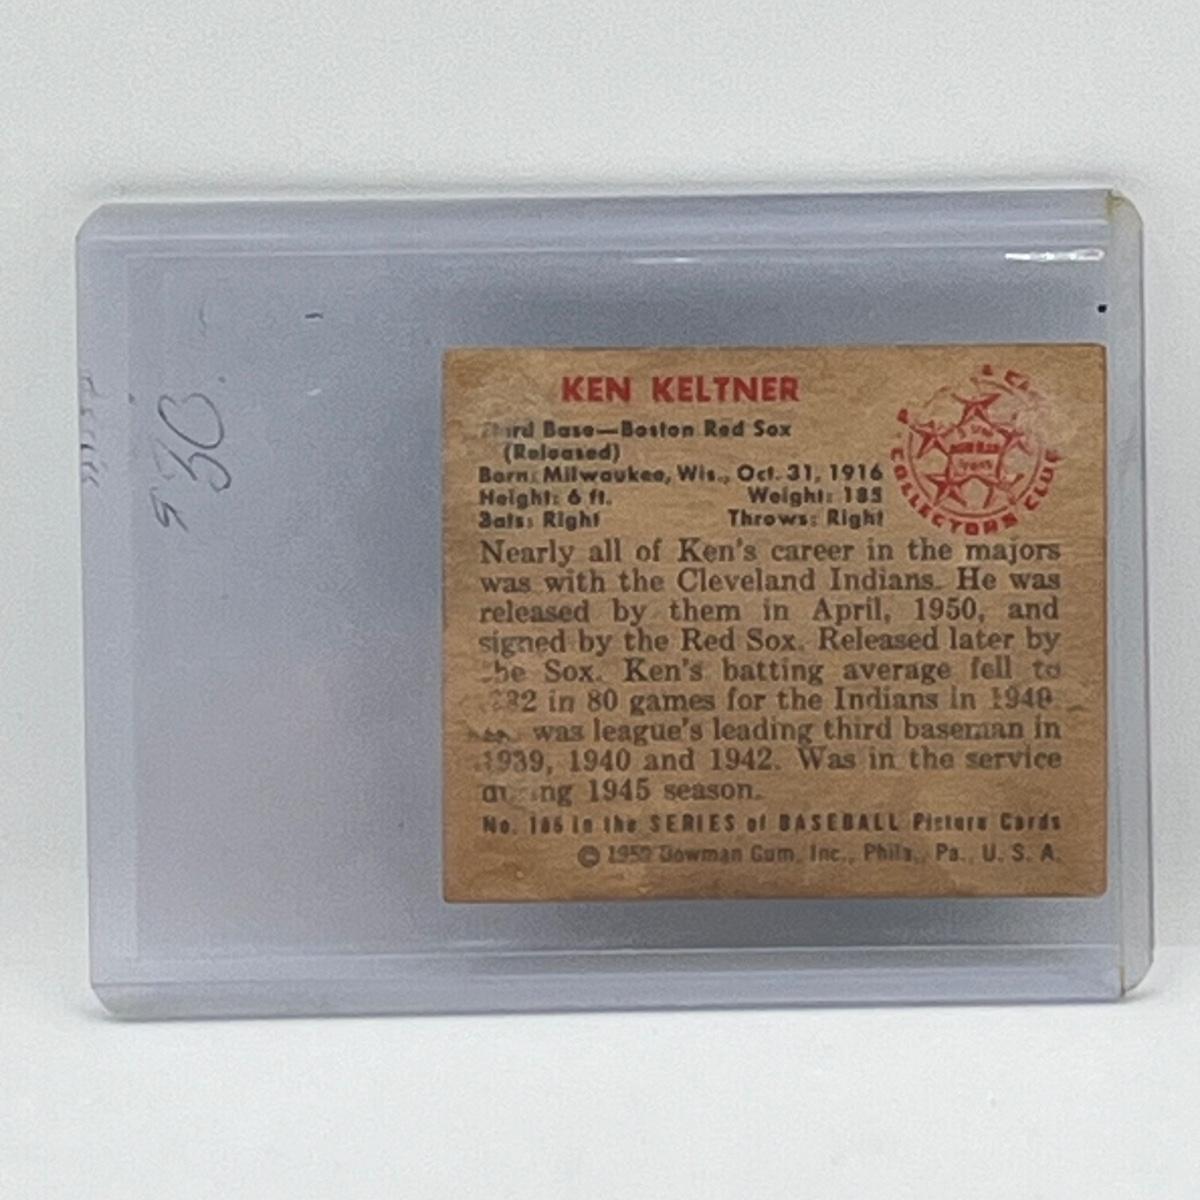 KEN KELTNER
Third Base—Boston Red Sox
(Released)
Born: Milwaukee, Wis., Oct. 31, 1916
Height: 6 ft. Weight: 185
Bats: Right Throws: Right
COLLECTORS CLUB
Nearly all of Ken's career in the majors
was with the Cleveland Indians. He was
released by them in April, 1950, and
signed by the Red Sox. Released later by
the Sox. Ken's batting average fell to
.232 in 80 games for the Indians in 1949
was league's leading third baseman in
1939, 1940 and 1942. Was in the service
during 1945 season.
No. 186 in the SERIES of BASEBALL Picture Cards
© 1950 Bowman Gum, Inc., Phila., Pa., U. S. A.